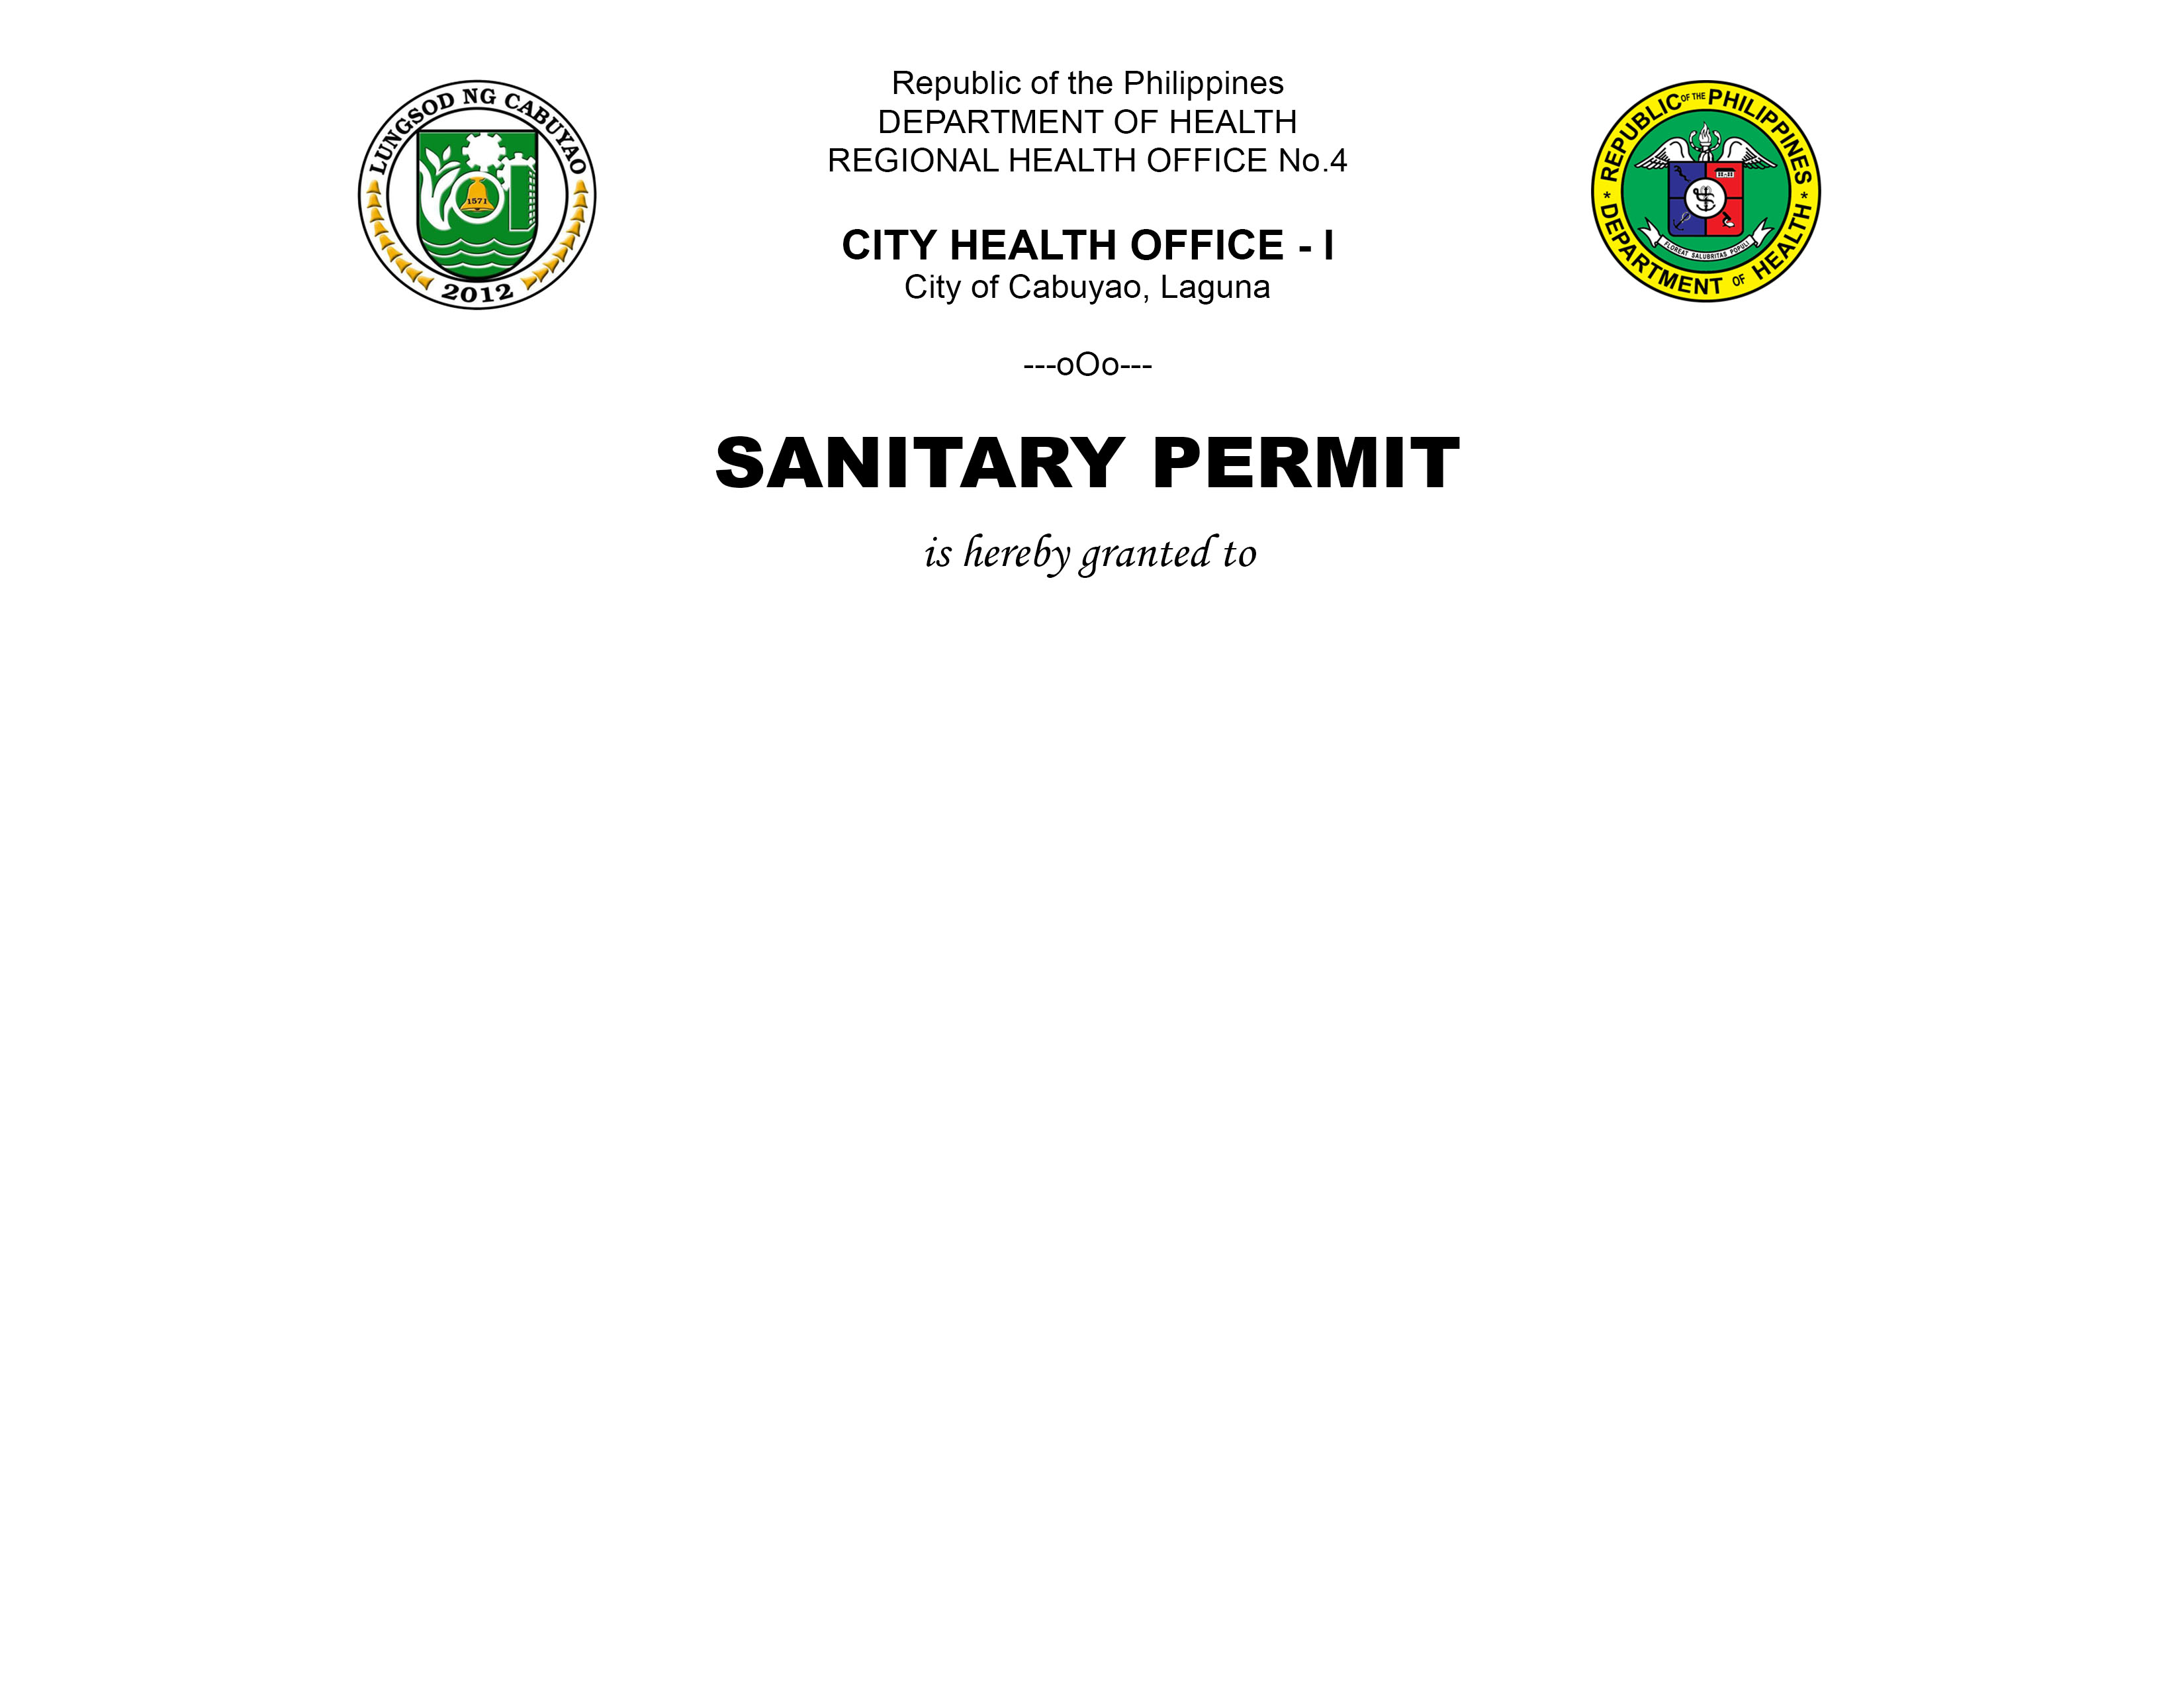 LUNGSOD NG CABUYAO
1571
2012
Republic of the Philippines
DEPARTMENT OF HEALTH
REGIONAL HEALTH OFFICE No.4
CITY HEALTH OFFICE - I
City of Cabuyao, Laguna
---oOo---
REPUBLIC OF THE PHILIPPINES
* DEPARTMENT OF HEALTH *
FLOREAT SALUBRITAS POPULI
SANITARY PERMIT
is hereby granted to